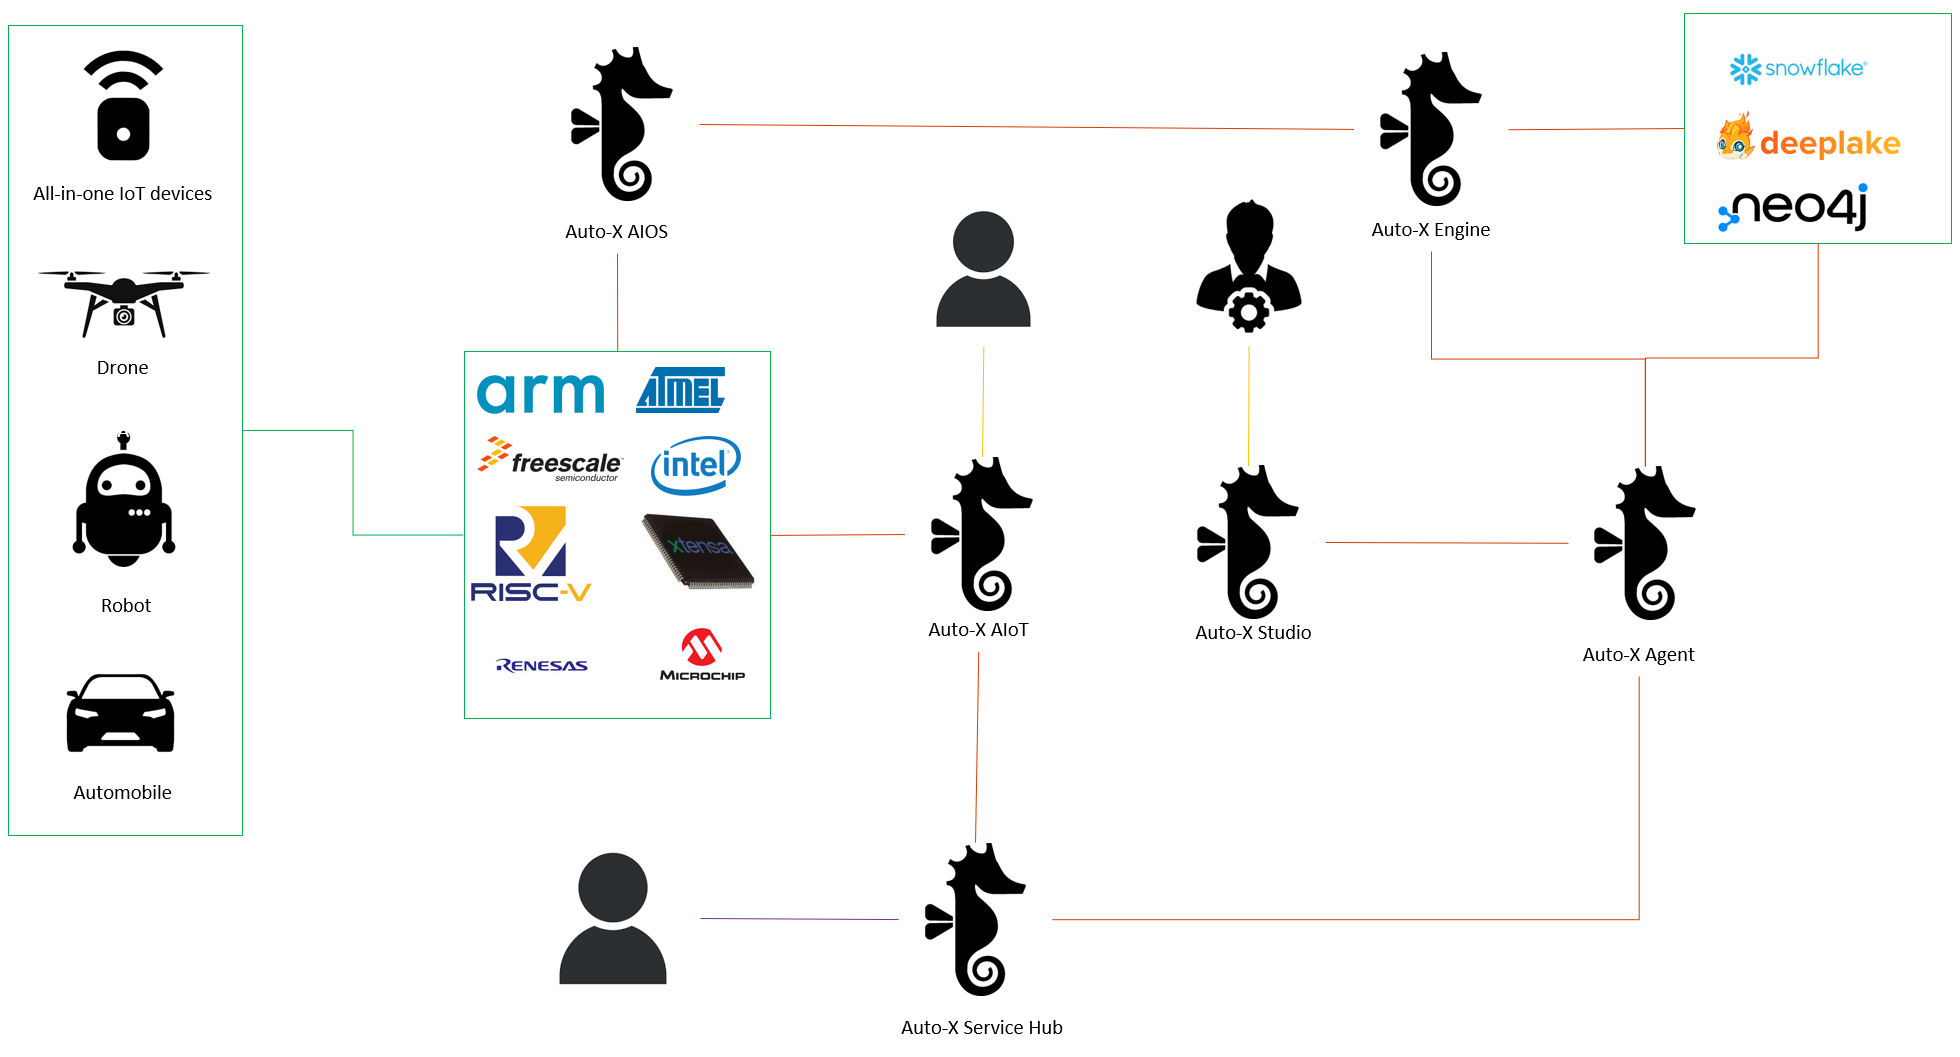 All-in-one IoT devices
Drone
Robot
Automobile
Auto-X AIOS
Auto-X Engine
snowflake®
deeplake
neo4j
arm
ATMEL
freescale™
semiconductor
intel
RISC-V
xtensa
RENESAS
MICROCHIP
Auto-X AIoT
Auto-X Studio
Auto-X Agent
Auto-X Service Hub